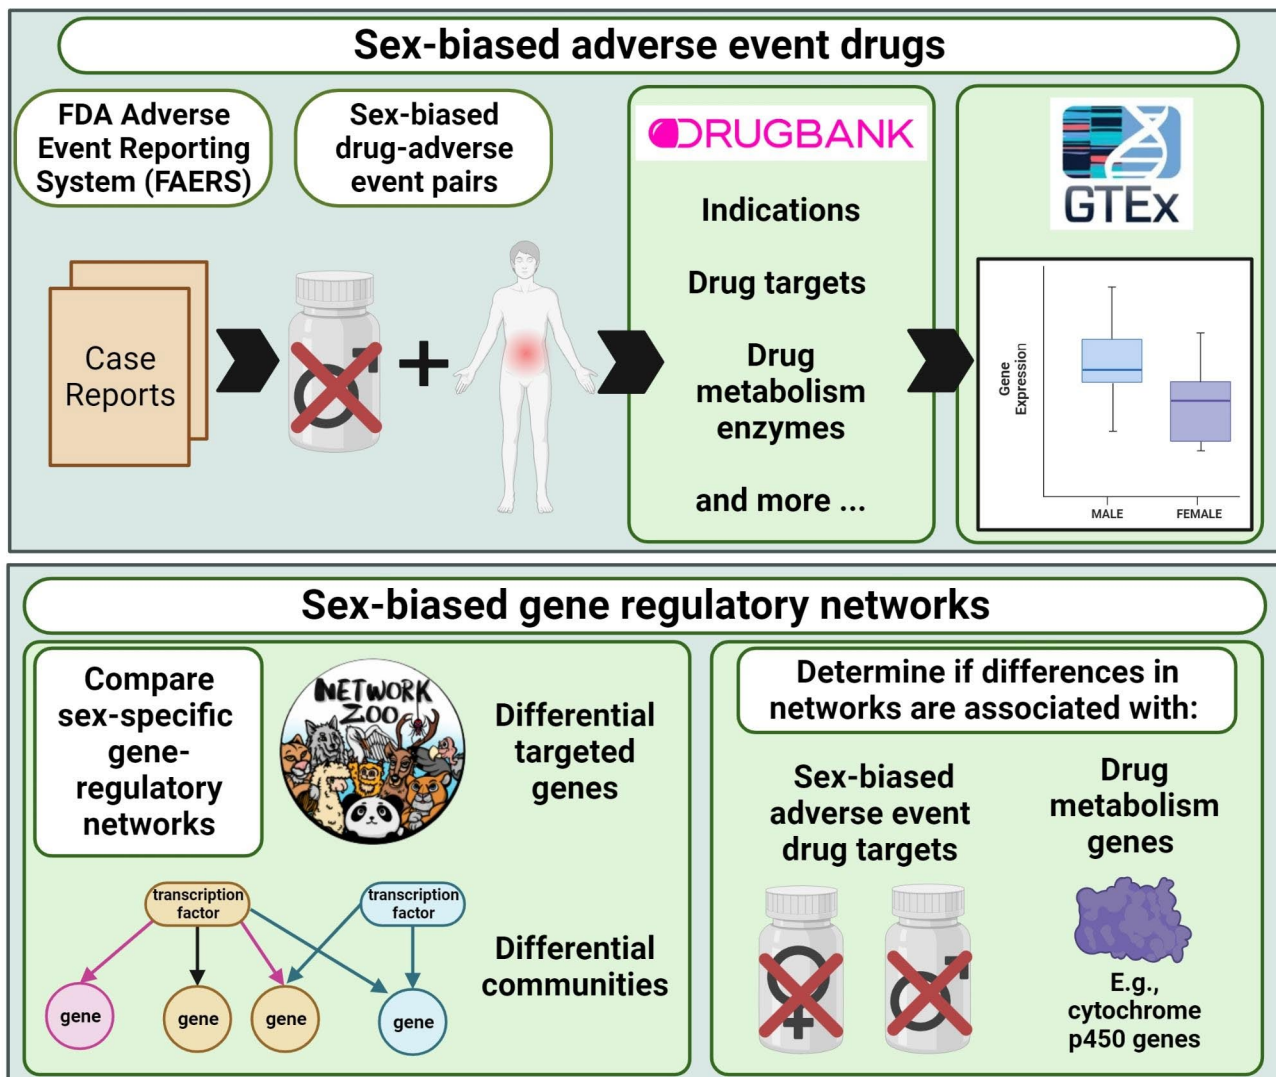 Sex-biased adverse event drugs
FDA Adverse
Event Reporting
System (FAERS)
Sex-biased
drug-adverse
event pairs
DRUGBANK
GTEx
Case
Reports
Indications
Drug targets
Drug
metabolism
enzymes
and more ...
Gene
Expression
MALE
FEMALE
Sex-biased gene regulatory networks
Compare
sex-specific
gene-
regulatory
networks
NETWORK
ZOO
Differential
targeted
genes
transcription
factor
transcription
factor
gene
gene
gene
gene
Differential
communities
Determine if differences in
networks are associated with:
Sex-biased
adverse event
drug targets
Drug
metabolism
genes
E.g.,
cytochrome
p450 genes